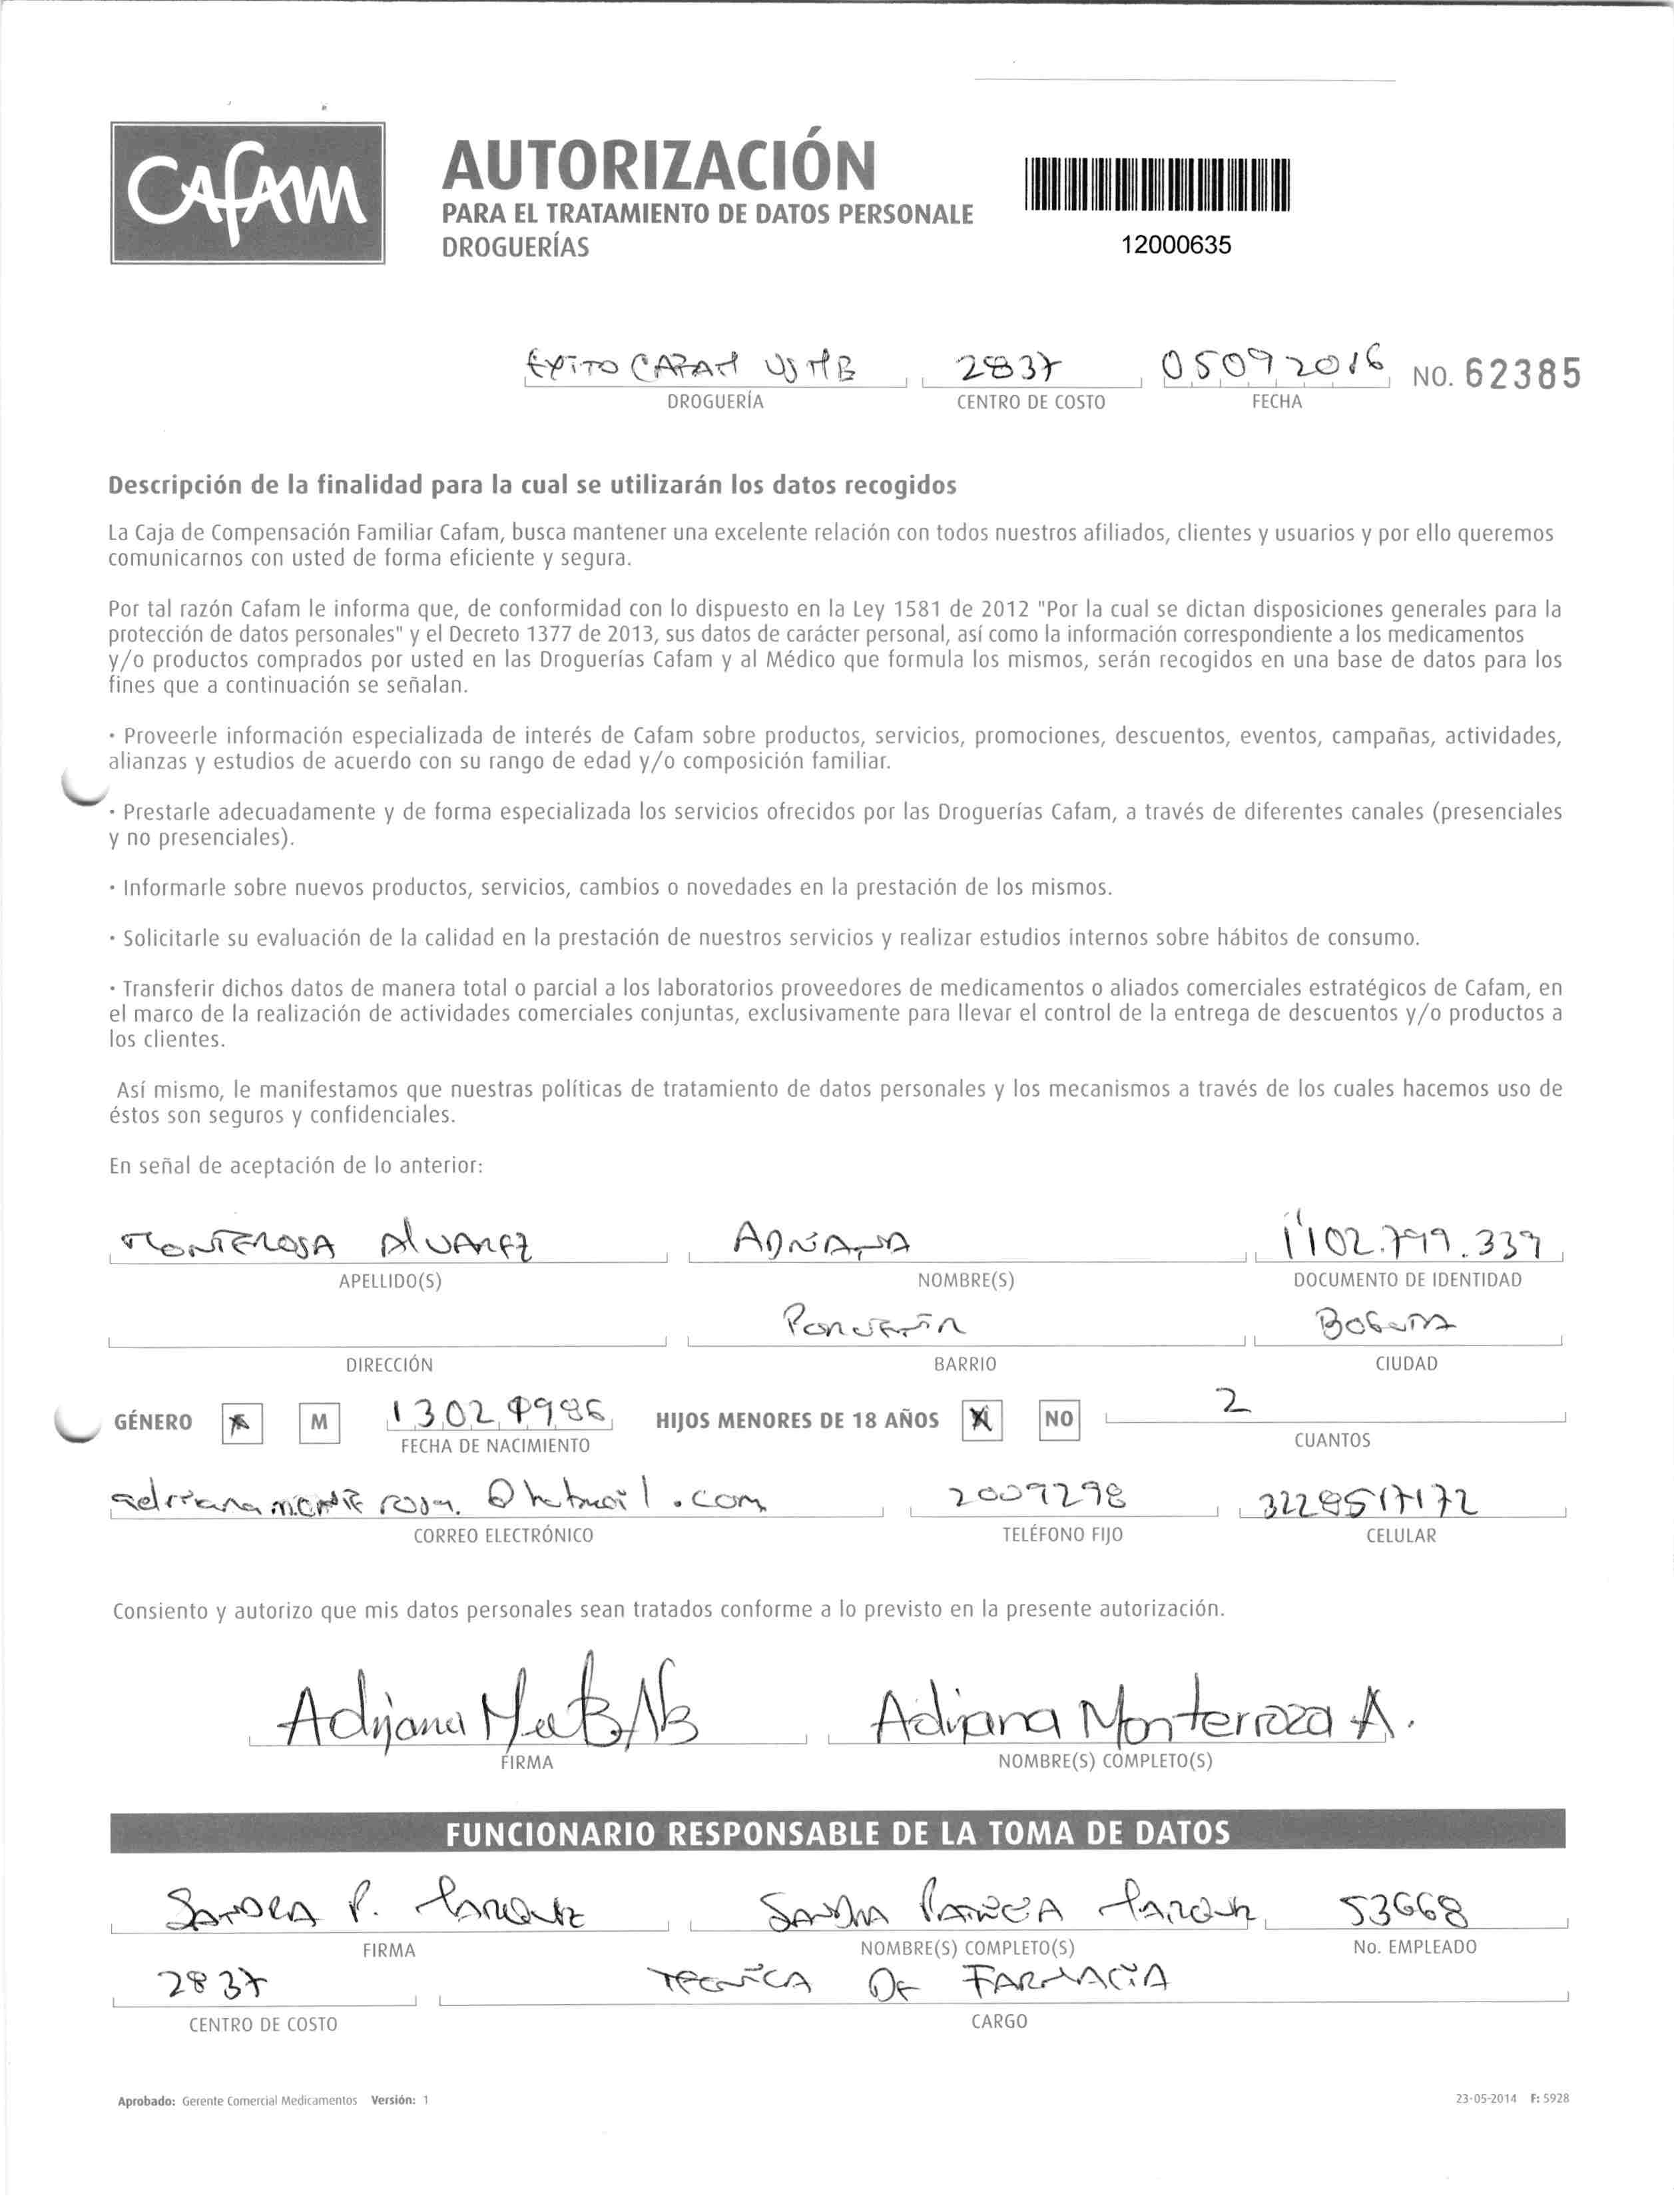 CAFAM
AUTORIZACIÓN
PARA EL TRATAMIENTO DE DATOS PERSONALE
DROGUERÍAS
12000635
EXITO CAFAM 2837 05092016 NO. 62385
DROGUERÍA CENTRO DE COSTO FECHA
Descripción de la finalidad para la cual se utilizarán los datos recogidos
La Caja de Compensación Familiar Cafam, busca mantener una excelente relación con todos nuestros afiliados, clientes y usuarios y por ello queremos
comunicarnos con usted de forma eficiente y segura.
Por tal razón Cafam le informa que, de conformidad con lo dispuesto en la Ley 1581 de 2012 "Por la cual se dictan disposiciones generales para la
protección de datos personales" y el Decreto 1377 de 2013, sus datos de carácter personal, así como la información correspondiente a los medicamentos
y/o productos comprados por usted en las Droguerías Cafam y al Médico que formula los mismos, serán recogidos en una base de datos para los
fines que a continuación se señalan.
· Proveerle información especializada de interés de Cafam sobre productos, servicios, promociones, descuentos, eventos, campañas, actividades,
alianzas y estudios de acuerdo con su rango de edad y/o composición familiar.
· Prestarle adecuadamente y de forma especializada los servicios ofrecidos por las Droguerías Cafam, a través de diferentes canales (presenciales
y no presenciales).
· Informarle sobre nuevos productos, servicios, cambios o novedades en la prestación de los mismos.
· Solicitarle su evaluación de la calidad en la prestación de nuestros servicios y realizar estudios internos sobre hábitos de consumo.
· Transferir dichos datos de manera total o parcial a los laboratorios proveedores de medicamentos o aliados comerciales estratégicos de Cafam, en
el marco de la realización de actividades comerciales conjuntas, exclusivamente para llevar el control de la entrega de descuentos y/o productos a
los clientes.
Así mismo, le manifestamos que nuestras políticas de tratamiento de datos personales y los mecanismos a través de los cuales hacemos uso de
éstos son seguros y confidenciales.
En señal de aceptación de lo anterior:
MONTEROSA ALVAREZ ADRIANA 1102.799.339
APELLIDO(S) NOMBRE(S) DOCUMENTO DE IDENTIDAD
BOGOTA
DIRECCIÓN BARRIO CIUDAD
GÉNERO M 13021986 HIJOS MENORES DE 18 AÑOS NO 2
FECHA DE NACIMIENTO CUANTOS
@hotmail.com 2009298 3228517172
CORREO ELECTRÓNICO TELÉFONO FIJO CELULAR
Consiento y autorizo que mis datos personales sean tratados conforme a lo previsto en la presente autorización.
Adriana Adriana Monterroza A.
FIRMA NOMBRE(S) COMPLETO(S)
FUNCIONARIO RESPONSABLE DE LA TOMA DE DATOS
SANDRA P. MARQUEZ SANDRA PATRICIA MARQUEZ 53668
FIRMA NOMBRE(S) COMPLETO(S) No. EMPLEADO
2837 TECNICA DE FARMACIA
CENTRO DE COSTO CARGO
Aprobado: Gerente Comercial Medicamentos Versión: 1 23-05-2014 F: 5928